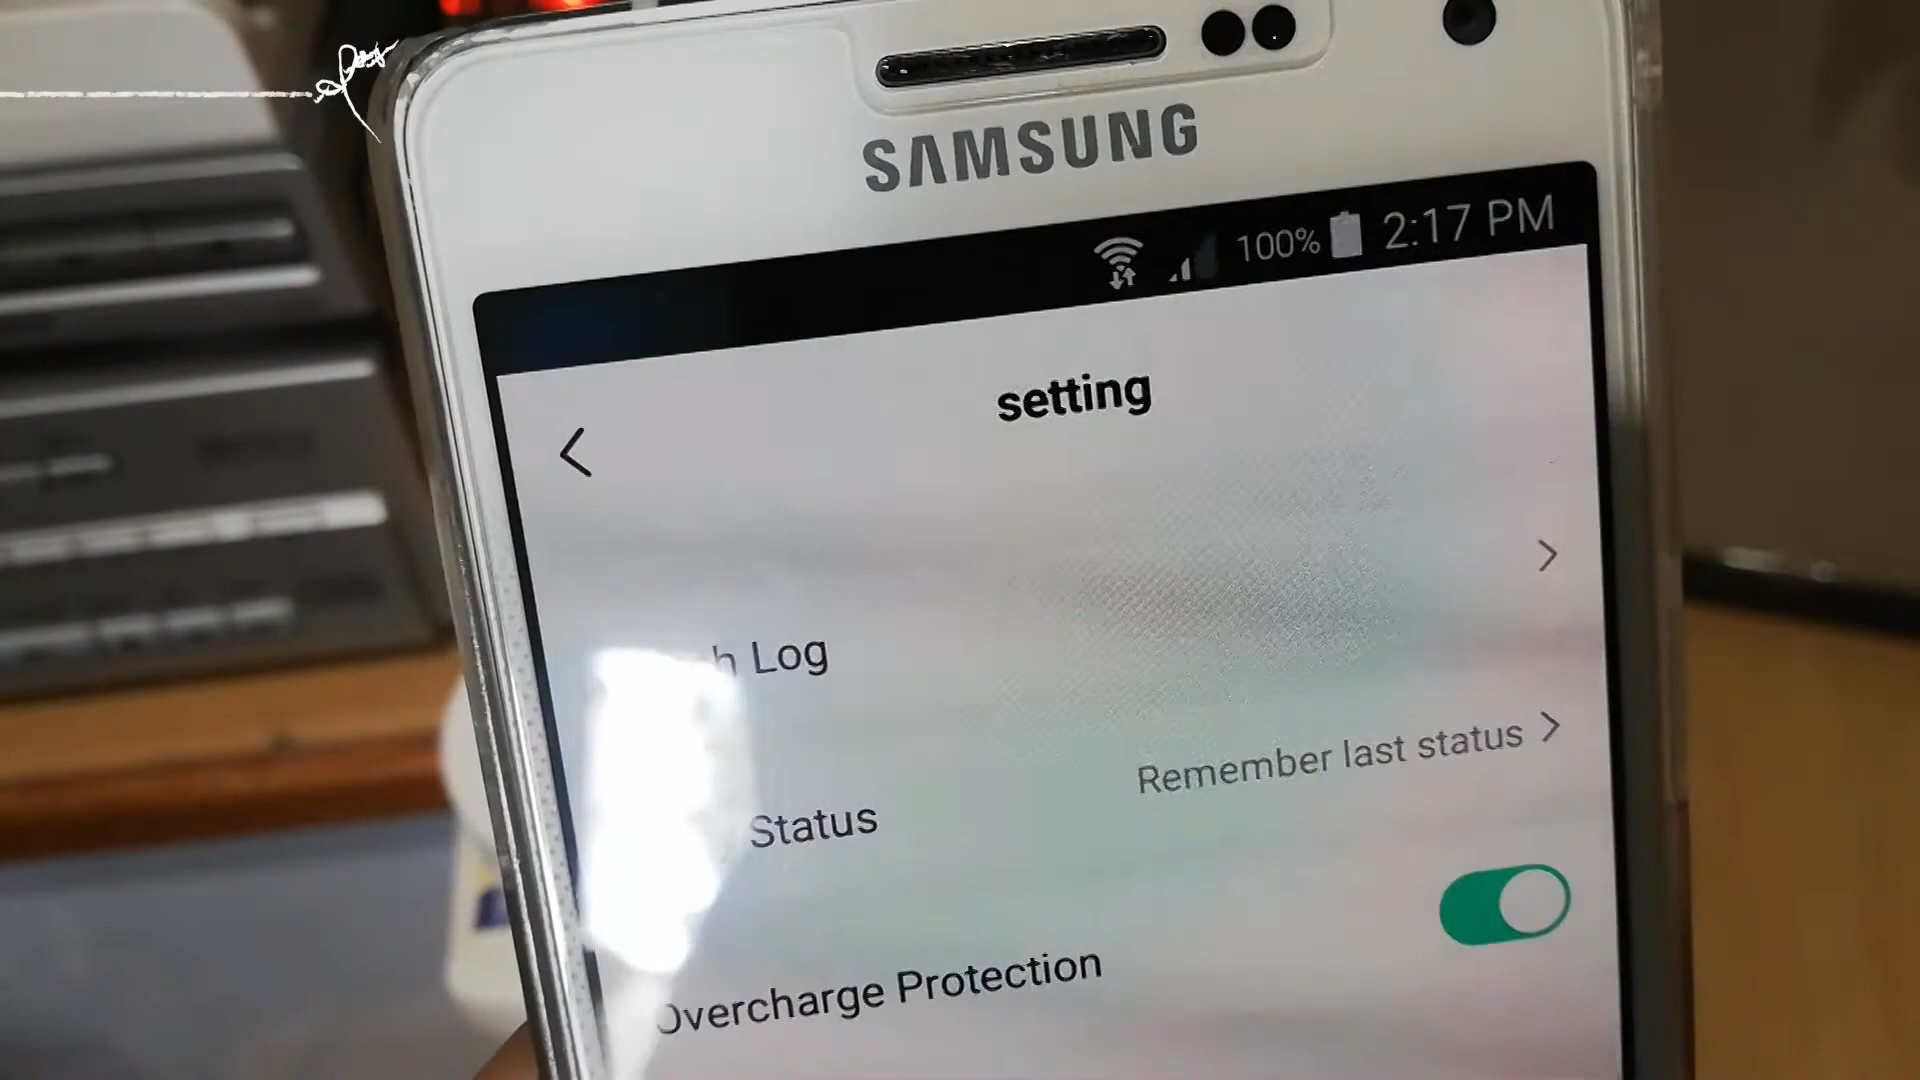 SAMSUNG
100% 2:17 PM
setting
Log
Remember last status
Status
Overcharge Protection